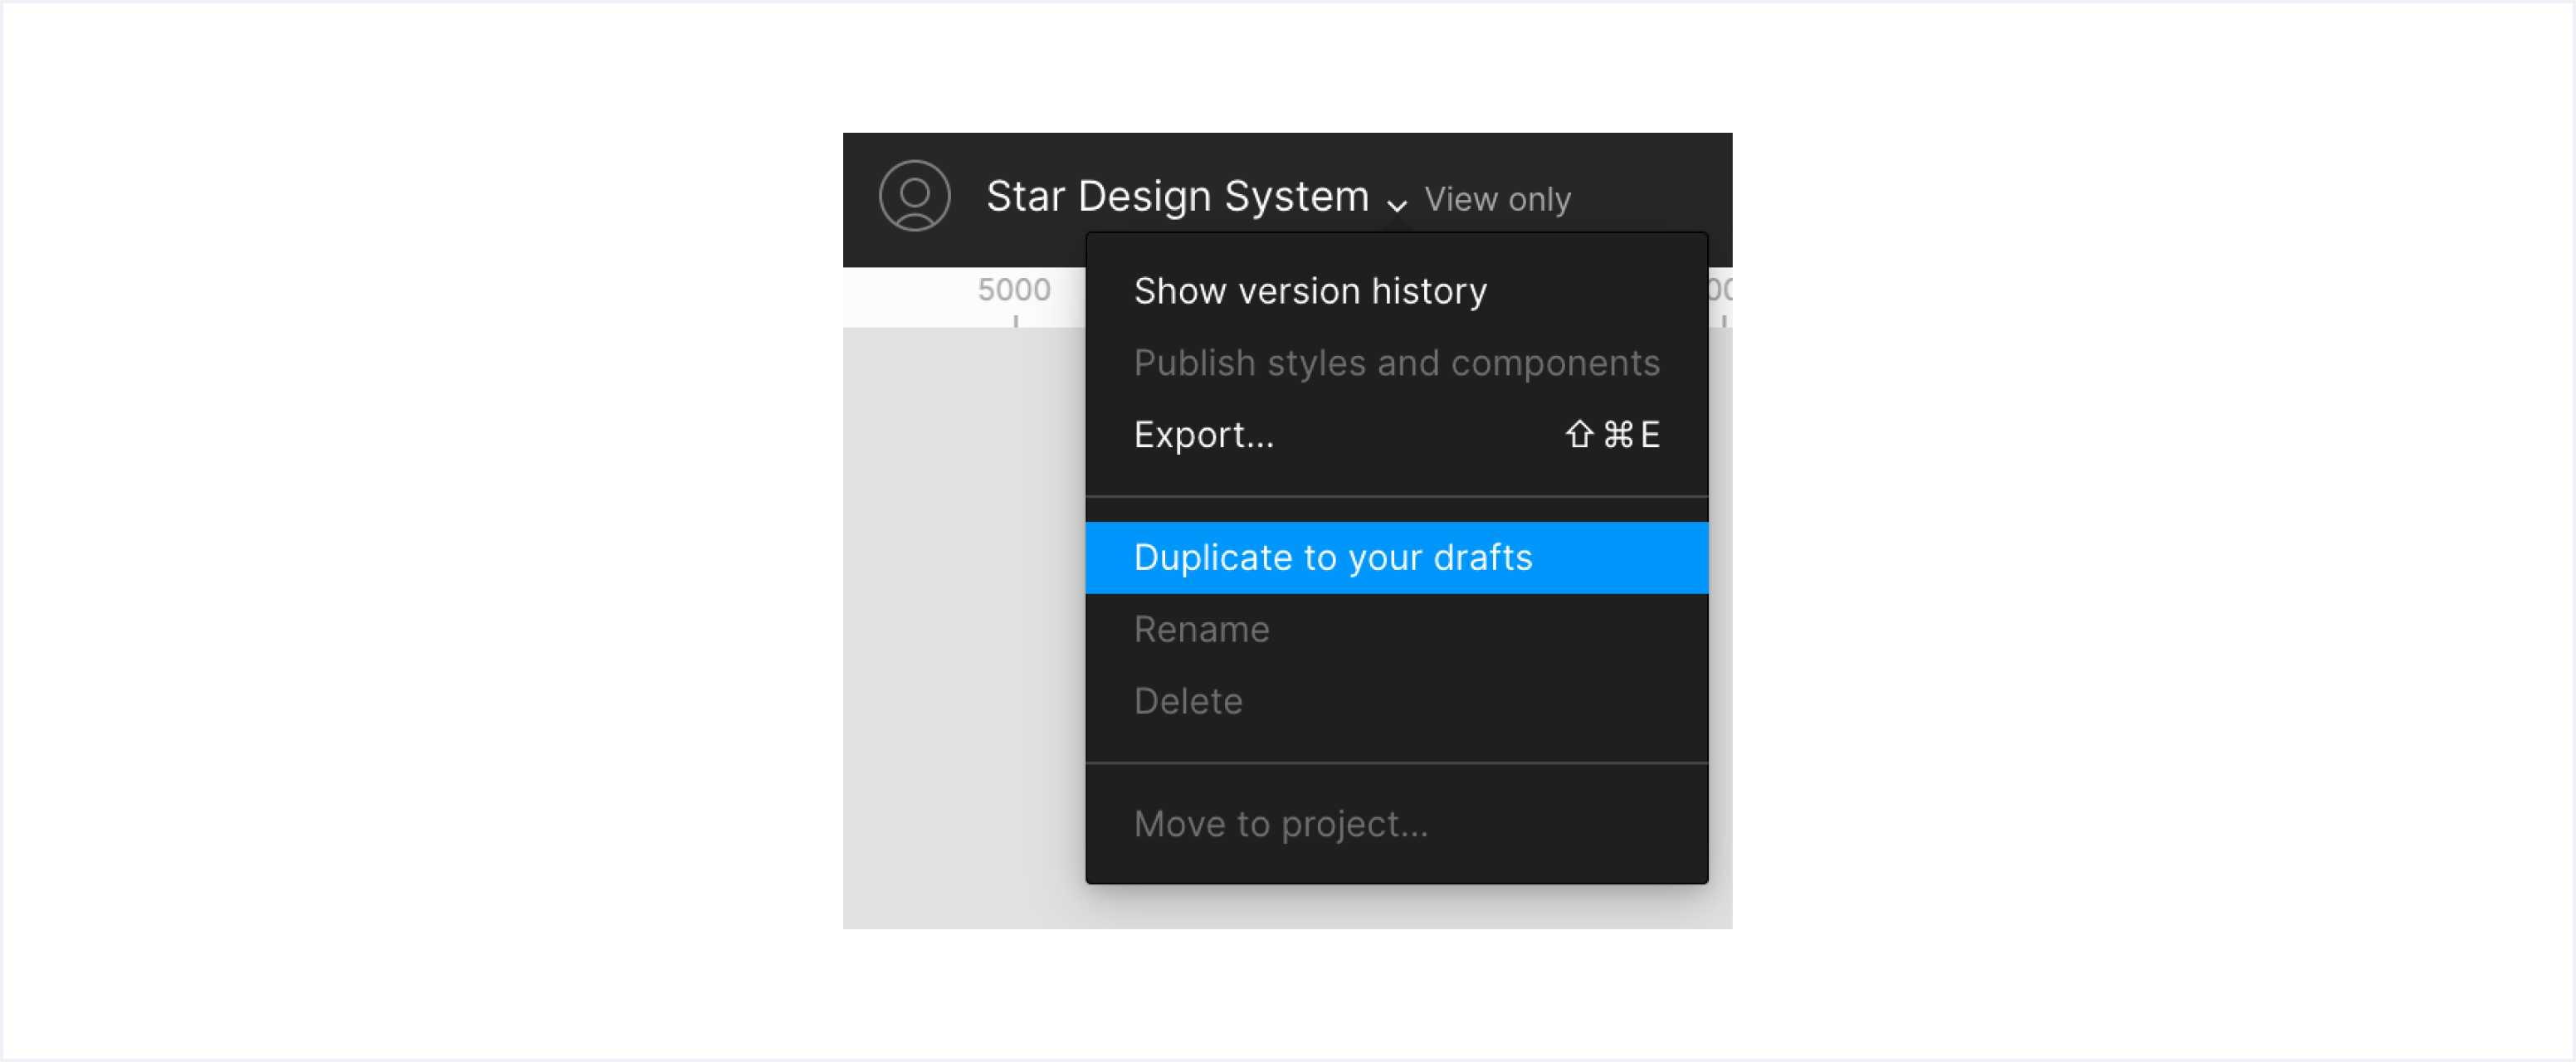 Star Design System View only
5000
Show version history
Publish styles and components
Export... ⇧⌘E
Duplicate to your drafts
Rename
Delete
Move to project...